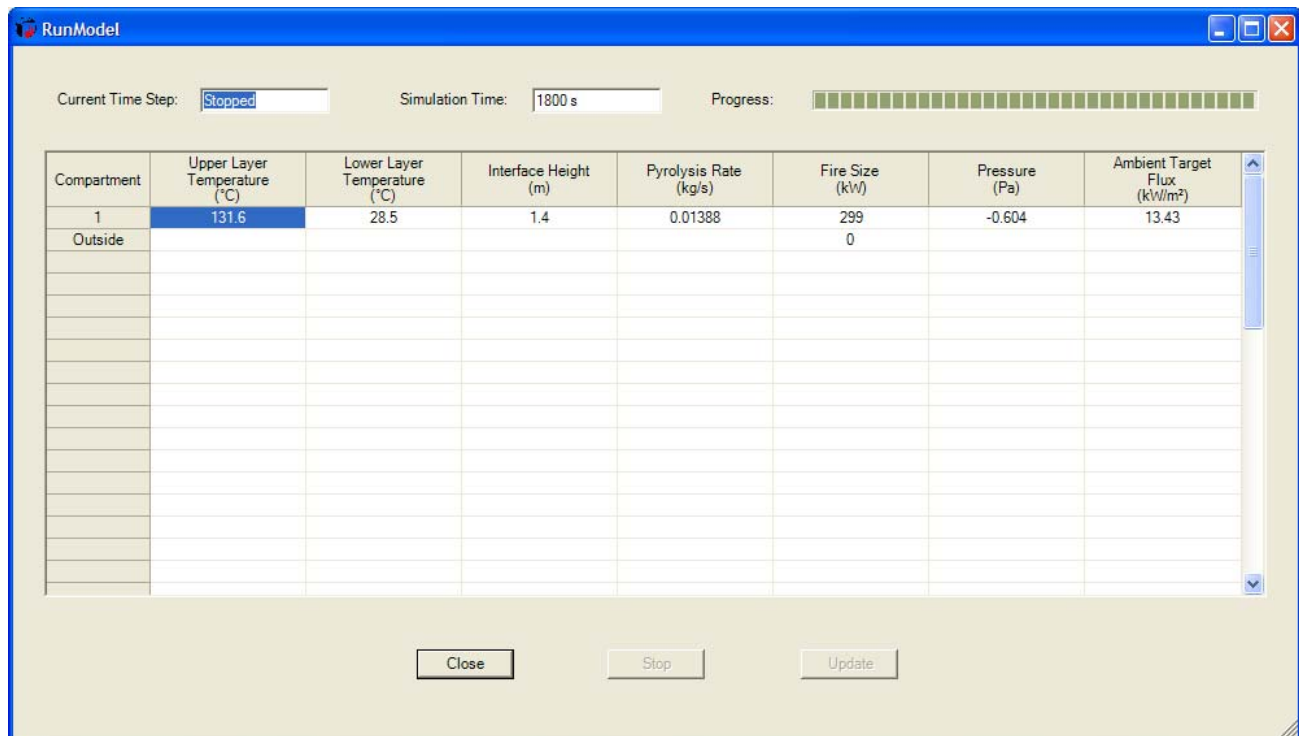 RunModel
Current Time Step: Stopped Simulation Time: 1800 s Progress:
Compartment Upper Layer Temperature (°C) Lower Layer Temperature (°C) Interface Height (m) Pyrolysis Rate (kg/s) Fire Size (kW) Pressure (Pa) Ambient Target Flux (kW/m²)
1 131.6 28.5 1.4 0.01388 299 -0.604 13.43
Outside 0
Close Stop Update